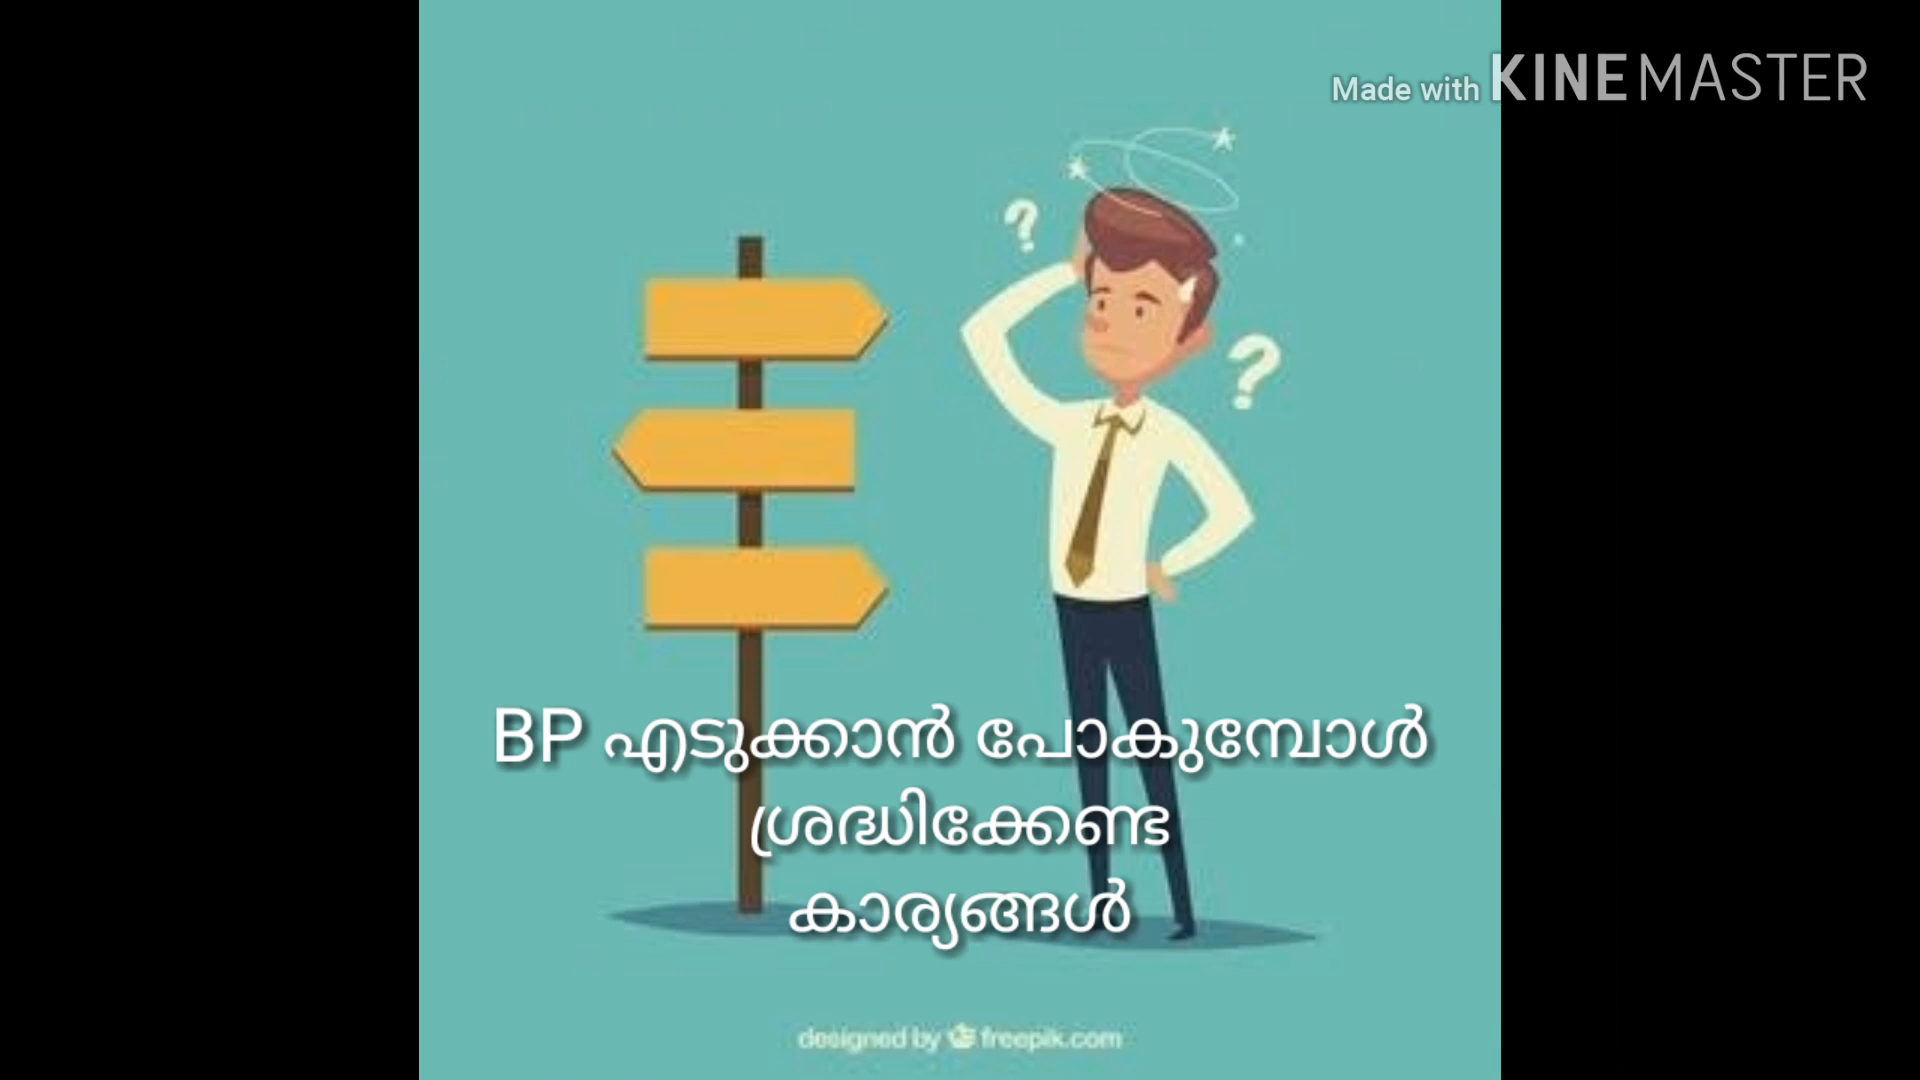 Made with KINEMASTER
BP എടുക്കാൻ പോകുമ്പോൾ
ശ്രദ്ധിക്കേണ്ട
കാര്യങ്ങൾ
designed by freepik.com